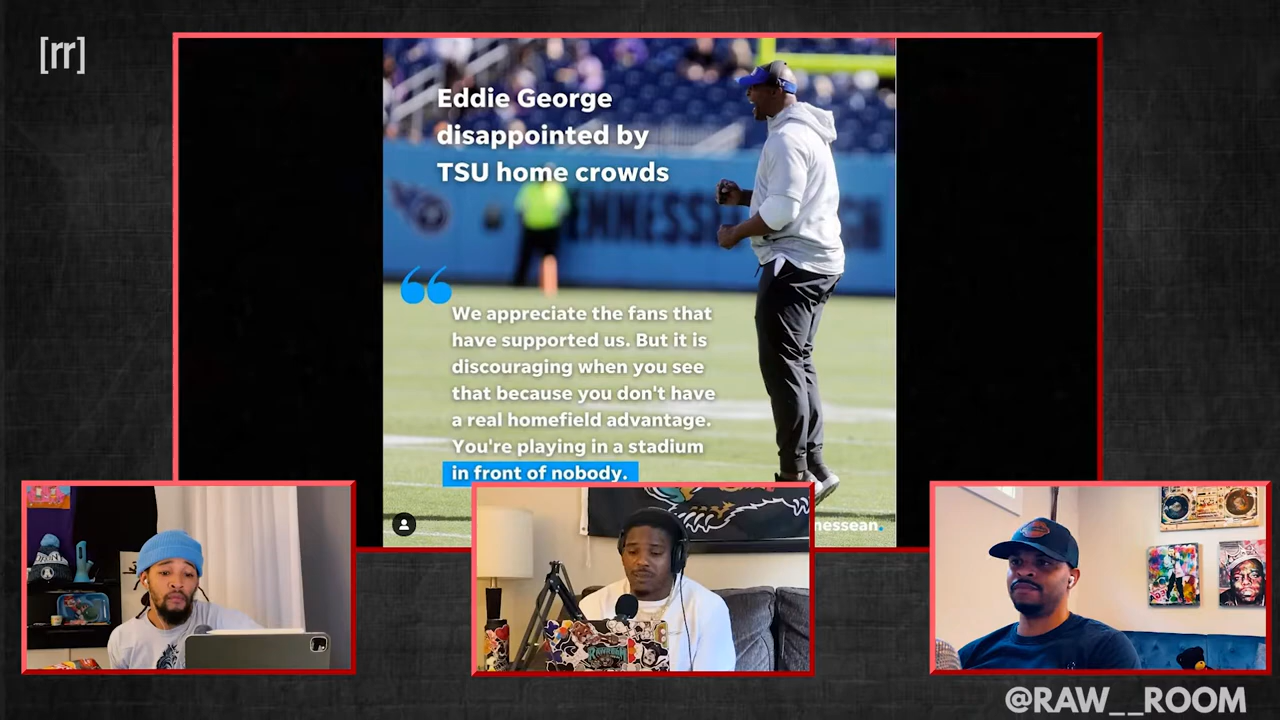 [rr]
Eddie George
disappointed by
TSU home crowds
“
We appreciate the fans that
have supported us. But it is
discouraging when you see
that because you don't have
a real homefield advantage.
You're playing in a stadium
in front of nobody.
nessean.
@RAW__ROOM